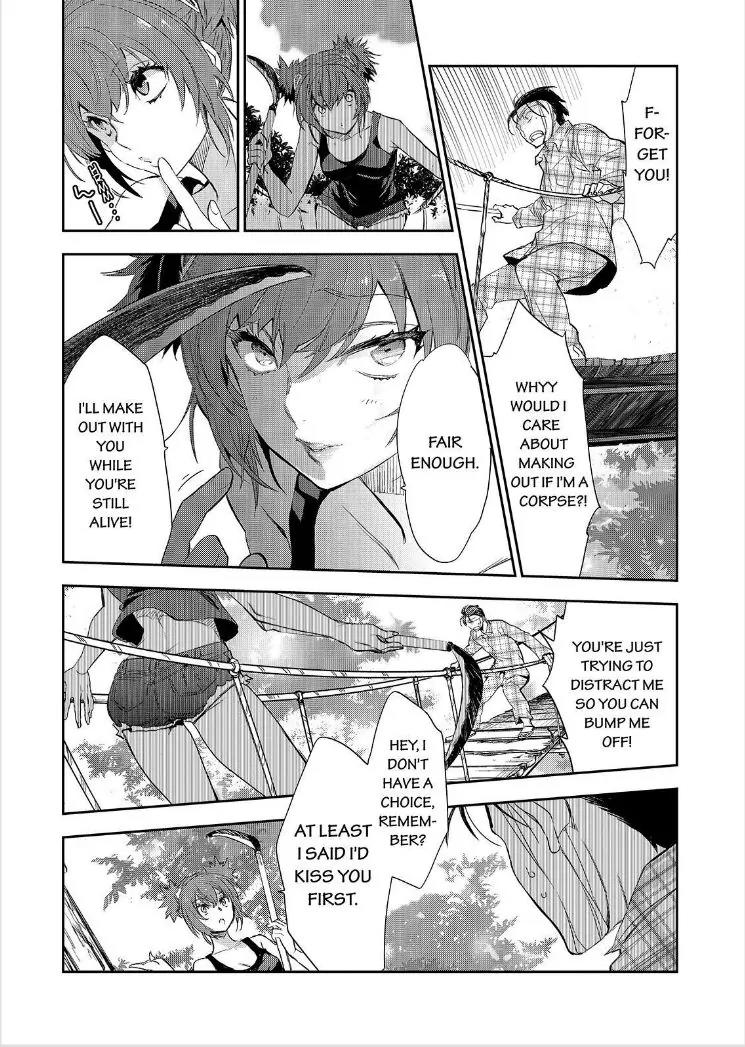 F-
FOR-
GET
YOU!
WHYY
WOULD I
CARE
ABOUT
MAKING
OUT IF I'M A
CORPSE?!
んー
FAIR
ENOUGH.
I'LL MAKE
OUT WITH
YOU
WHILE
YOU'RE
STILL
ALIVE!
YOU'RE JUST
TRYING TO
DISTRACT ME
SO YOU CAN
BUMP ME
OFF!
HEY, I
DON'T
HAVE A
CHOICE,
REMEM-
BER?
AT LEAST
I SAID I'D
KISS YOU
FIRST.